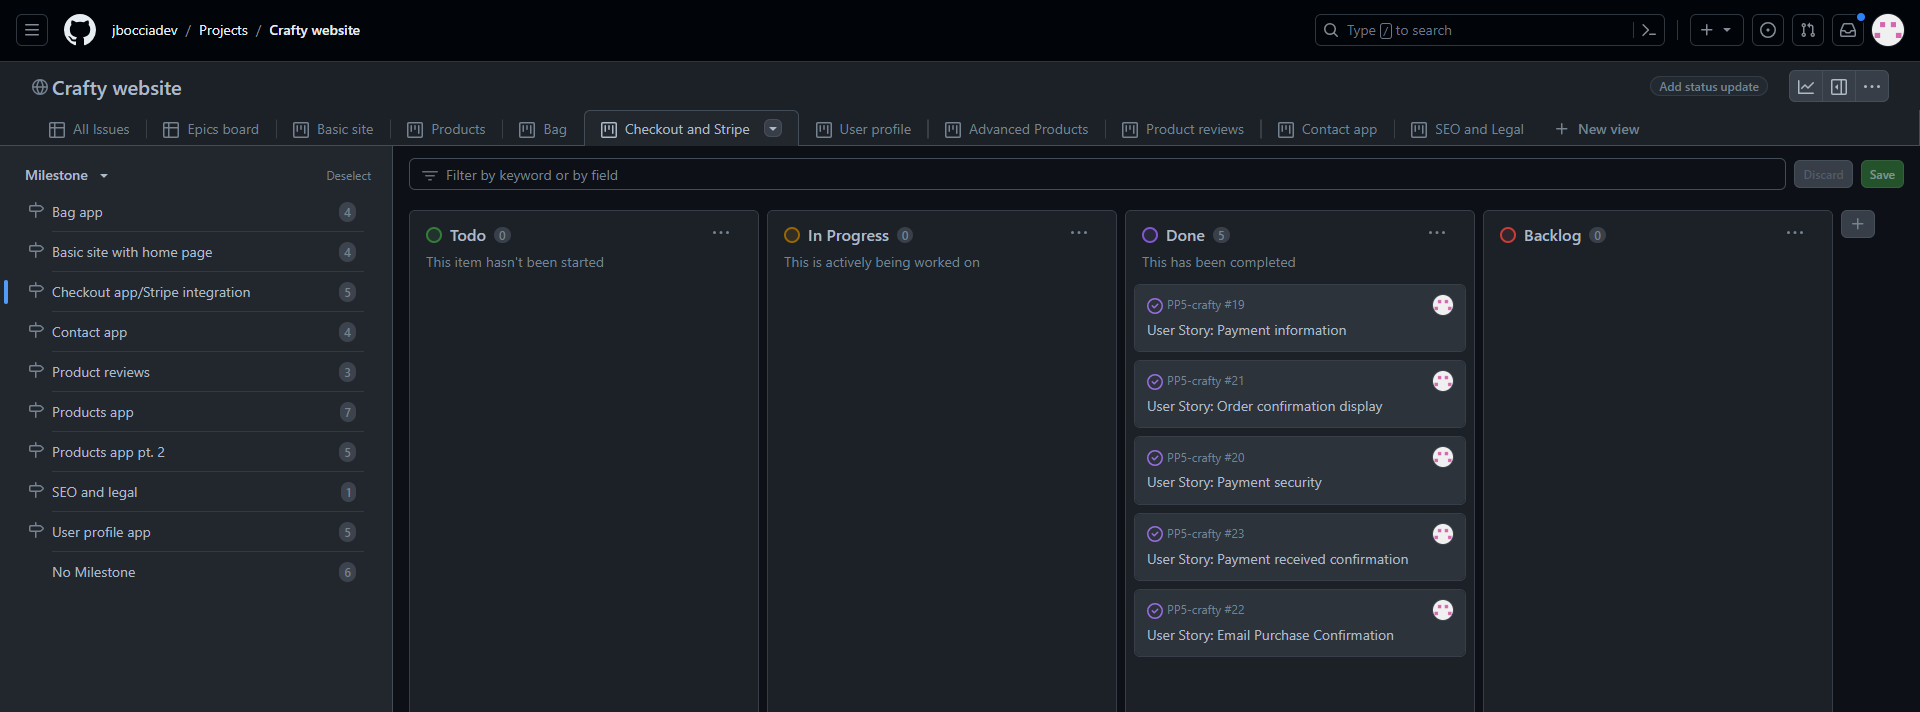 jbocciadev / Projects / Crafty website
Type / to search
Crafty website
Add status update
All Issues
Epics board
Basic site
Products
Bag
Checkout and Stripe
User profile
Advanced Products
Product reviews
Contact app
SEO and Legal
New view
Milestone
Deselect
Bag app 4
Basic site with home page 4
Checkout app/Stripe integration 5
Contact app 4
Product reviews 3
Products app 7
Products app pt. 2 5
SEO and legal 1
User profile app 5
No Milestone 6
Filter by keyword or by field
Discard
Save
Todo 0
This item hasn't been started
In Progress 0
This is actively being worked on
Done 5
This has been completed
PP5-crafty #19
User Story: Payment information
PP5-crafty #21
User Story: Order confirmation display
PP5-crafty #20
User Story: Payment security
PP5-crafty #23
User Story: Payment received confirmation
PP5-crafty #22
User Story: Email Purchase Confirmation
Backlog 0